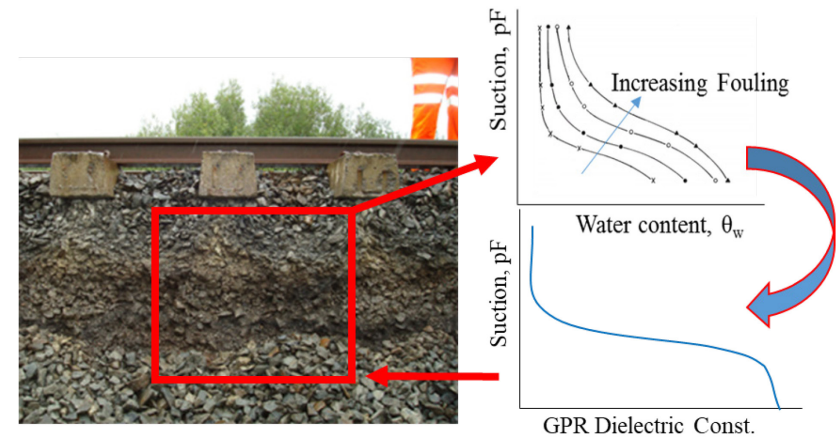 Suction, pF
Increasing Fouling
Water content, θw
Suction, pF
GPR Dielectric Const.